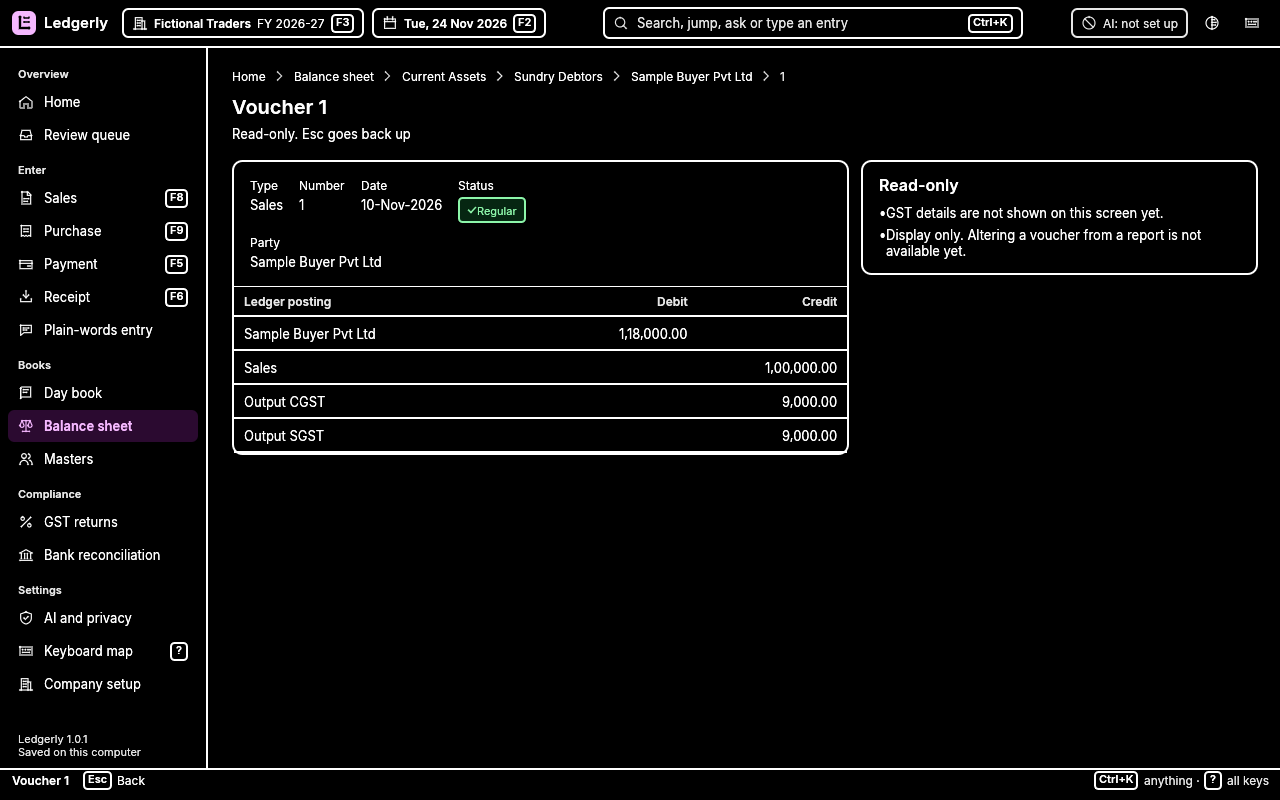 Ledgerly
Fictional Traders FY 2026-27 F3
Tue, 24 Nov 2026 F2
Search, jump, ask or type an entry Ctrl+K
AI: not set up
Overview
Home
Review queue
Enter
Sales F8
Purchase F9
Payment F5
Receipt F6
Plain-words entry
Books
Day book
Balance sheet
Masters
Compliance
GST returns
Bank reconciliation
Settings
AI and privacy
Keyboard map ?
Company setup
Ledgerly 1.0.1
Saved on this computer
Home > Balance sheet > Current Assets > Sundry Debtors > Sample Buyer Pvt Ltd > 1
Voucher 1
Read-only. Esc goes back up
Type Number Date Status
Sales 1 10-Nov-2026 Regular
Party
Sample Buyer Pvt Ltd
Ledger posting Debit Credit
Sample Buyer Pvt Ltd 1,18,000.00
Sales 1,00,000.00
Output CGST 9,000.00
Output SGST 9,000.00
Read-only
•GST details are not shown on this screen yet.
•Display only. Altering a voucher from a report is not
available yet.
Voucher 1 Esc Back
Ctrl+K anything · ? all keys